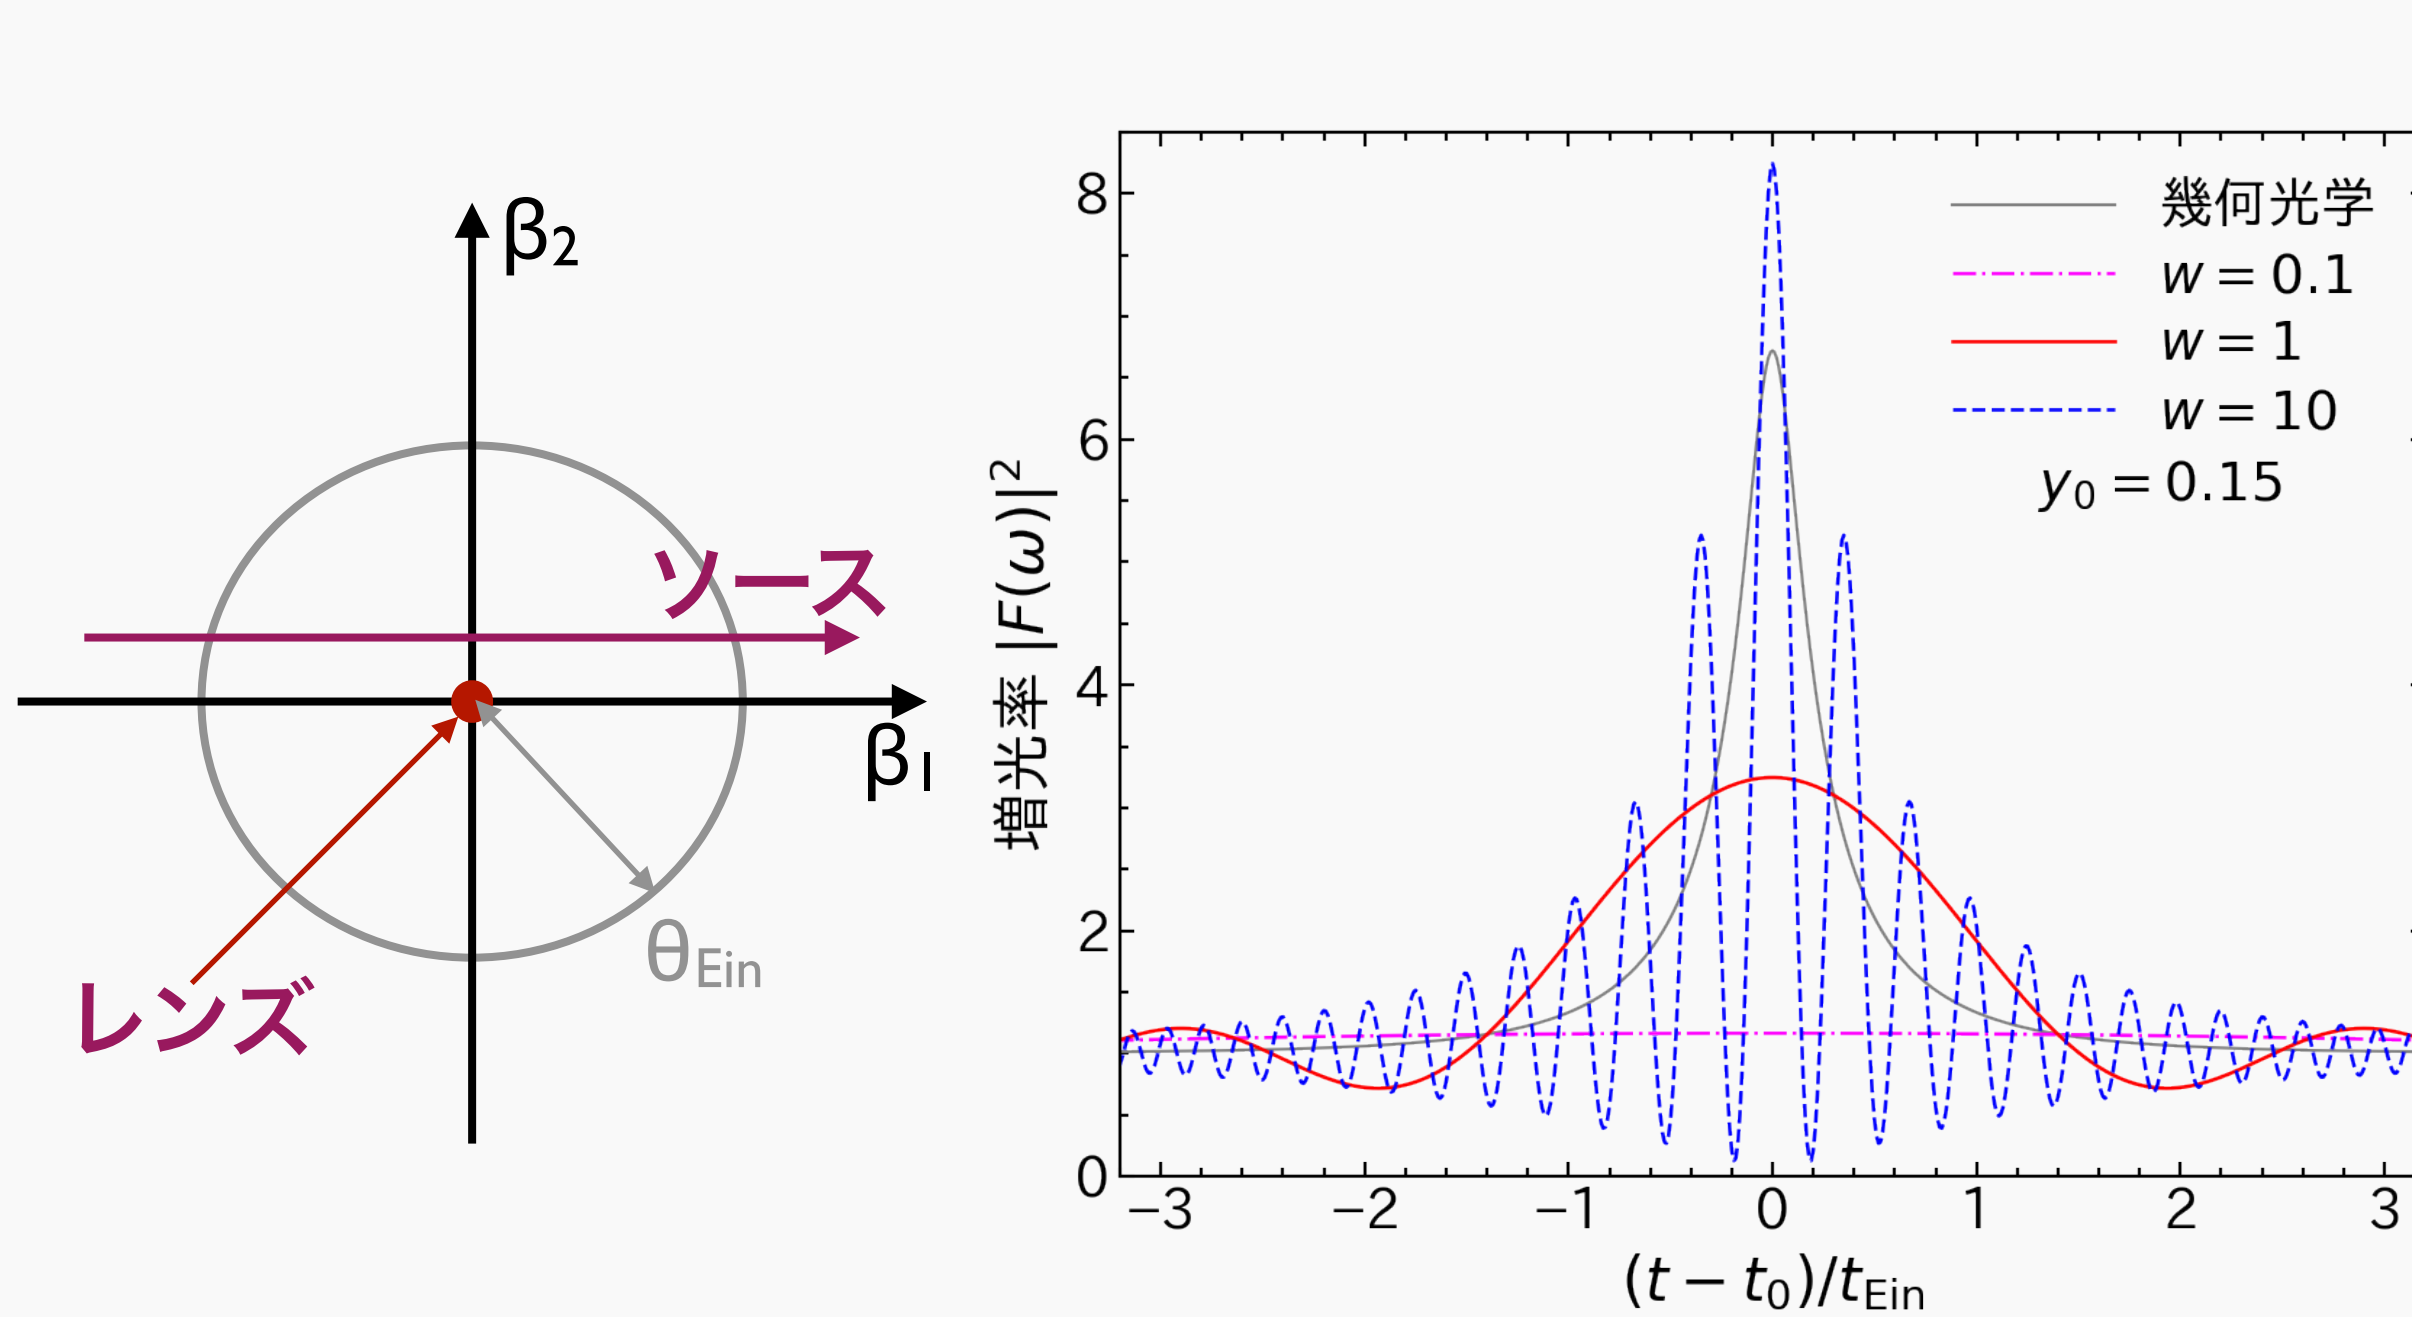 β₂
ソース
β₁
θEin
レンズ
増光率 |F(ω)|²
8
6
4
2
0
幾何光学
w = 0.1
w = 1
w = 10
y₀ = 0.15
−3 −2 −1 0 1 2 3
(t − t₀)/tEin